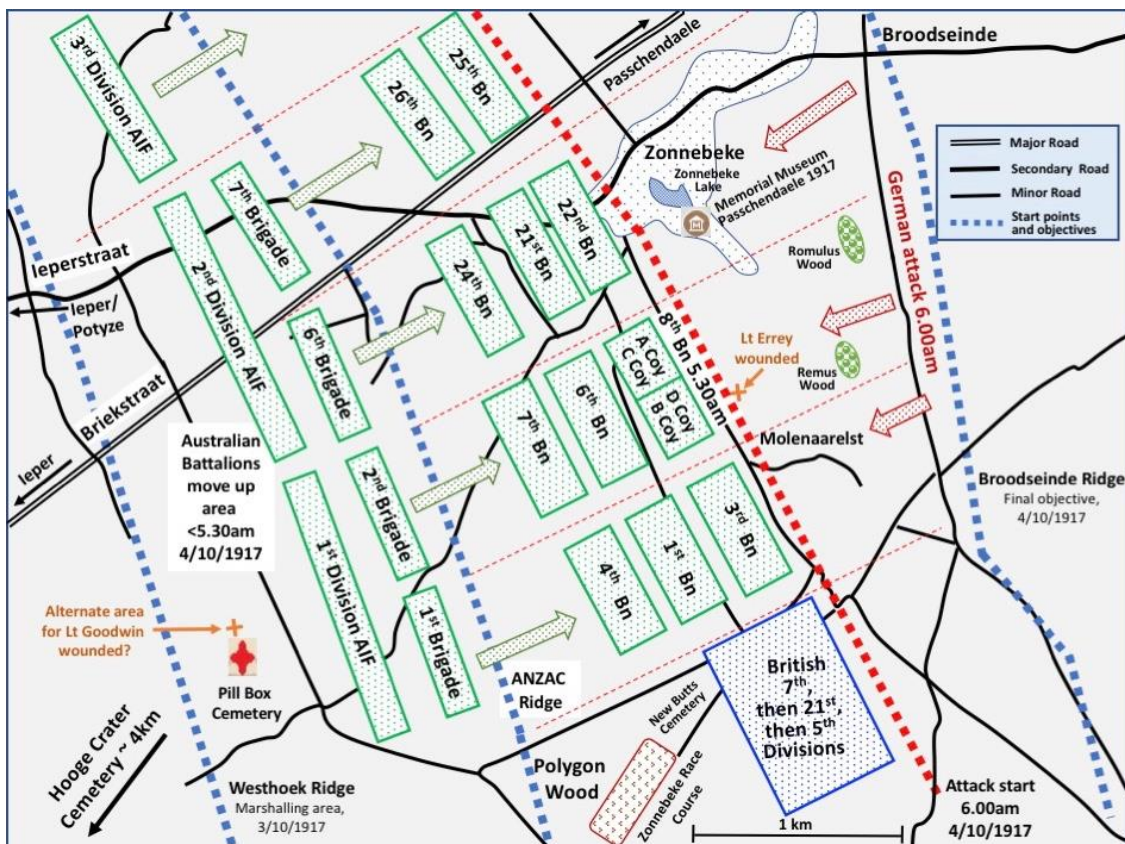 3rd Division AIF
26th Bn
25th Bn
Passchendaele
Broodseinde
Major Road
Secondary Road
Minor Road
Start points
and objectives
Zonnebeke
Zonnebeke
Lake
Memorial Museum
Passchendaele 1917
German attack 6.00am
7th Brigade
2nd Division AIF
Ieperstraat
Ieper/
Potyze
24th Bn
21st Bn
22nd Bn
Romulus
Wood
6th Brigade
8th Bn 5.30am
Lt Errey
wounded
Remus
Wood
A Coy
C Coy
D Coy
B Coy
6th Bn
7th Bn
Briekstraat
Ieper
Australian
Battalions
move up
area
<5.30am
4/10/1917
2nd Brigade
Molenaarelst
Broodseinde Ridge
Final objective,
4/10/1917
1st Division AIF
1st Brigade
4th Bn
1st Bn
3rd Bn
Alternate area
for Lt Goodwin
wounded?
Pill Box
Cemetery
ANZAC
Ridge
New Butts
Cemetery
British
7th,
then 21st,
then 5th
Divisions
Hooge Crater
Cemetery ~ 4km
Westhoek Ridge
Marshalling area,
3/10/1917
Polygon
Wood
Zonnebeke Race
Course
1 km
Attack start
6.00am
4/10/1917